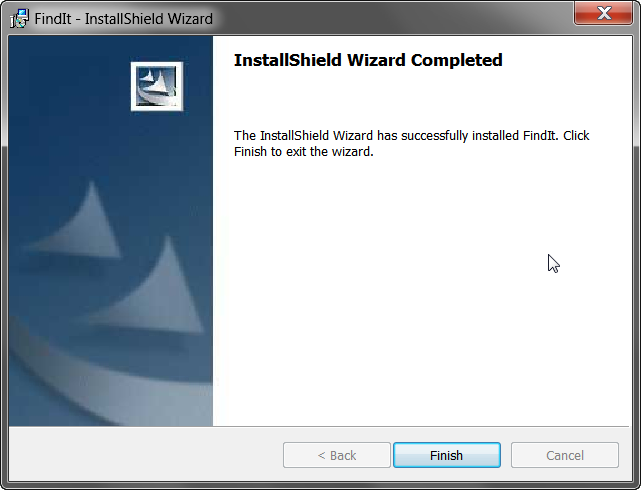 FindIt - InstallShield Wizard
InstallShield Wizard Completed
The InstallShield Wizard has successfully installed FindIt. Click
Finish to exit the wizard.
< Back
Finish
Cancel